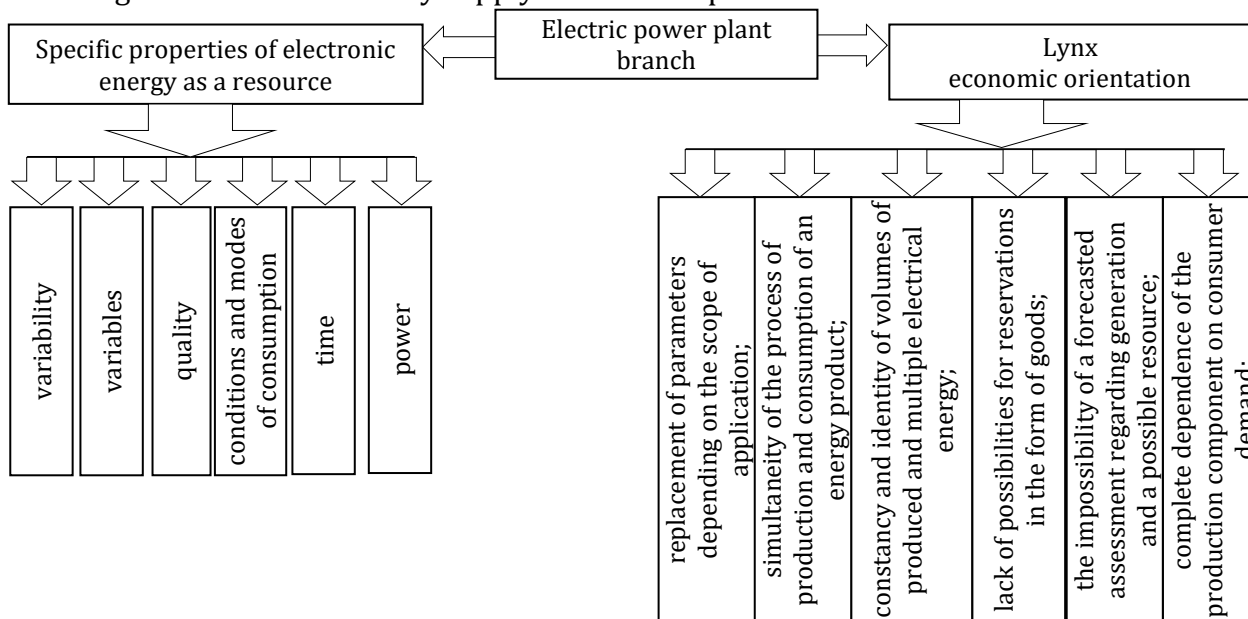 Electric power plant
branch
Specific properties of electronic
energy as a resource
Lynx
economic orientation
variability
variables
quality
conditions and modes
of consumption
time
power
replacement of parameters
depending on the scope of
application;
simultaneity of the process of
production and consumption of an
energy product;
constancy and identity of volumes of
produced and multiple electrical
energy;
lack of possibilities for reservations
in the form of goods;
the impossibility of a forecasted
assessment regarding generation
and a possible resource;
complete dependence of the
production component on consumer
demand;